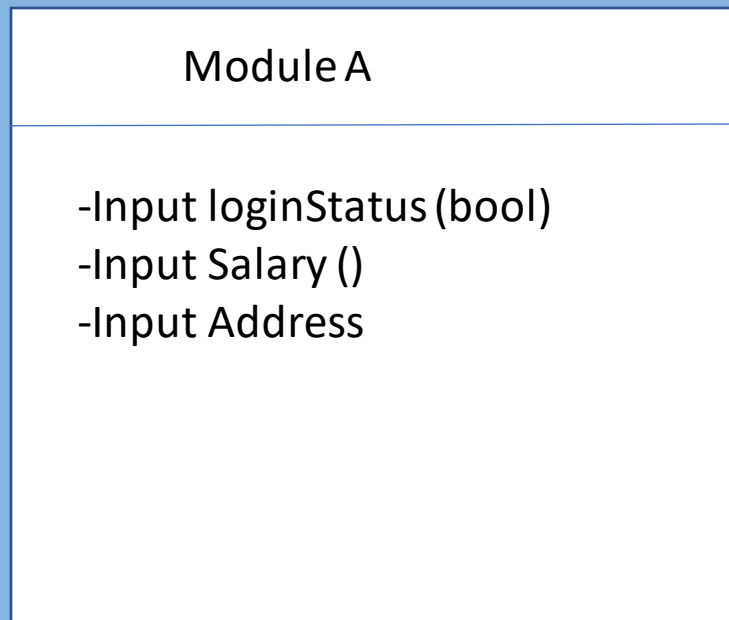 Module A
-Input loginStatus (bool)
-Input Salary ()
-Input Address